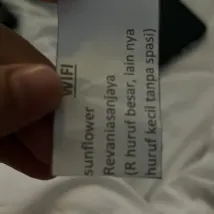 WIFI
sunflower
Revaniasanjaya
(R huruf besar, lain nya
huruf kecil tanpa spasi)